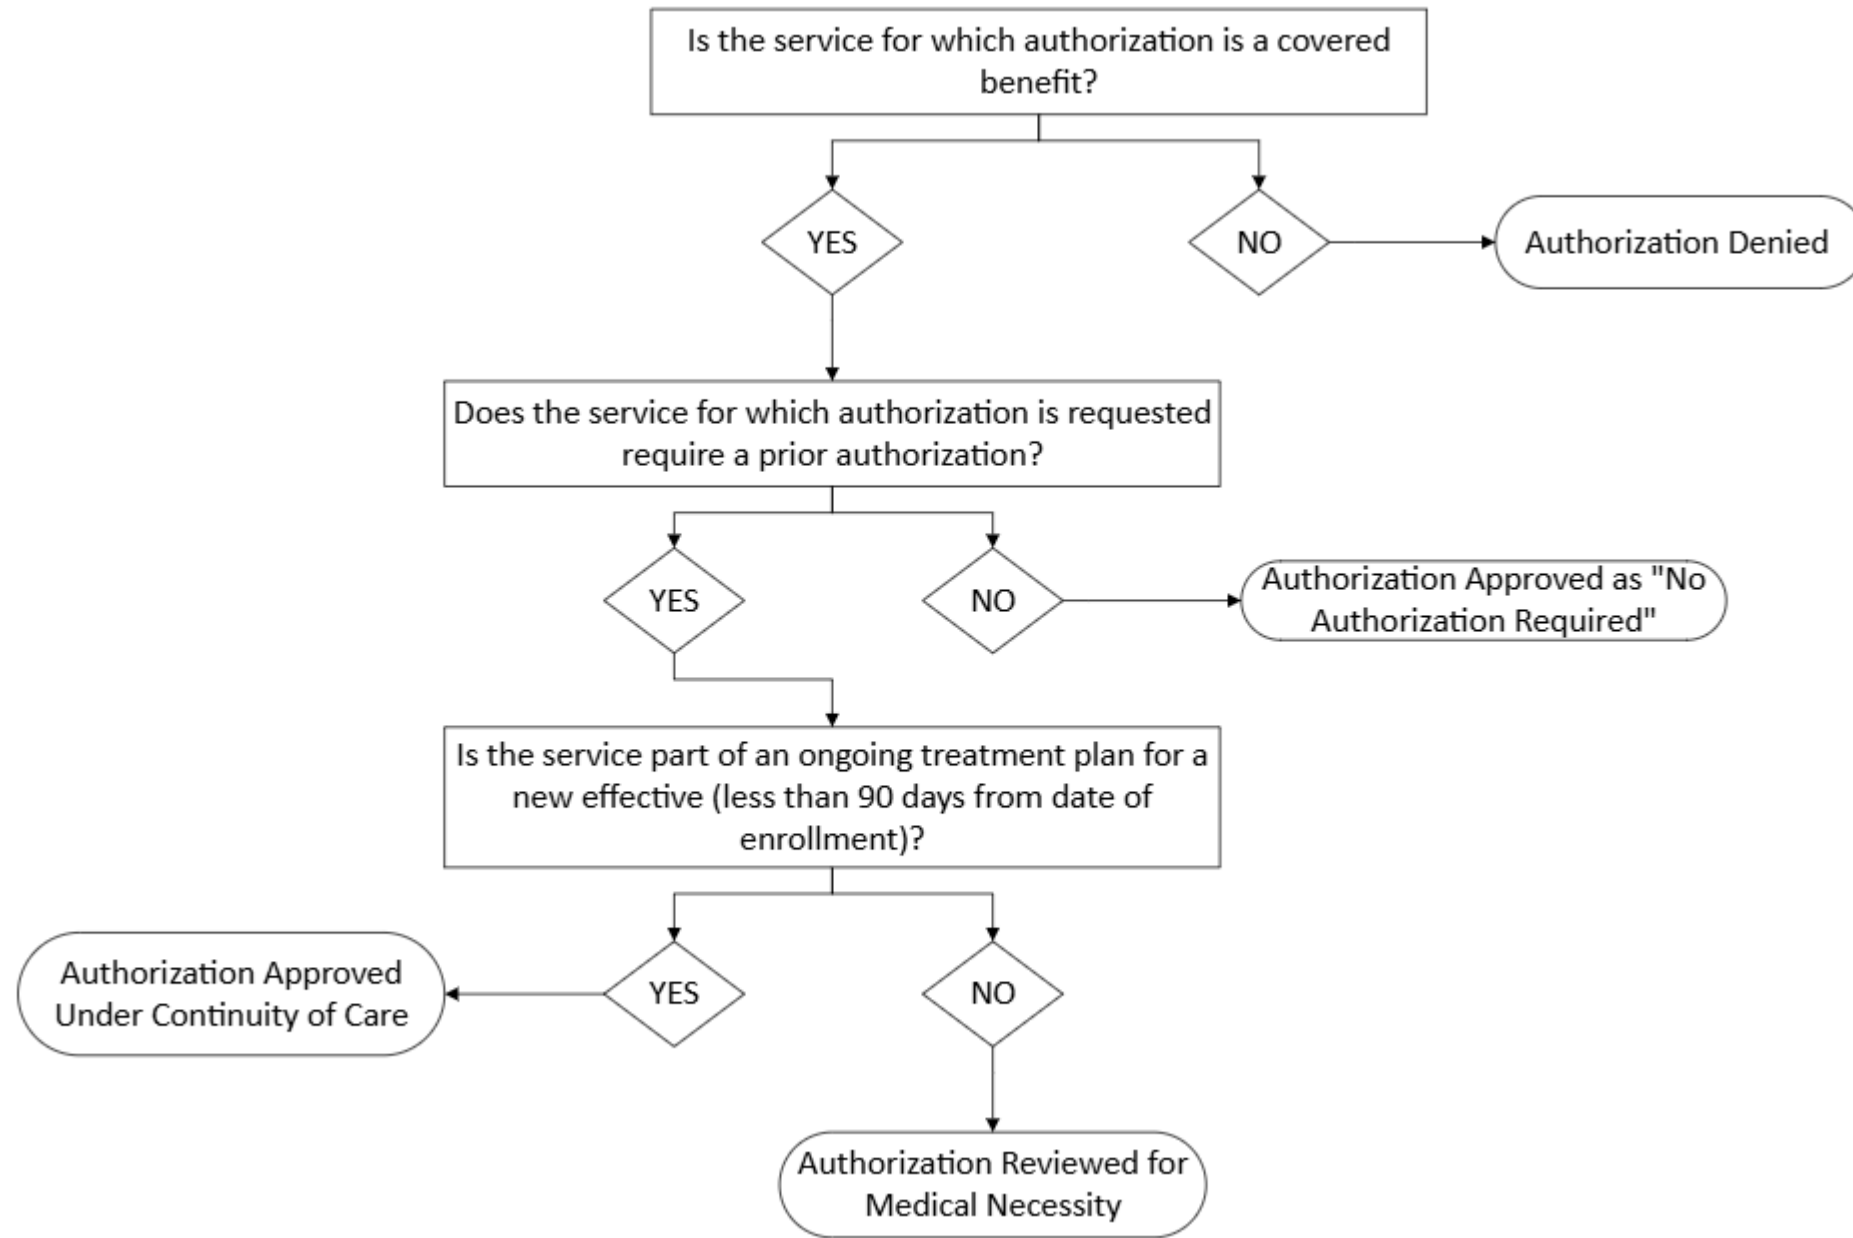 Is the service for which authorization is a covered
benefit?
YES
NO
Authorization Denied
Does the service for which authorization is requested
require a prior authorization?
YES
NO
Authorization Approved as "No
Authorization Required"
Is the service part of an ongoing treatment plan for a
new effective (less than 90 days from date of
enrollment)?
Authorization Approved
Under Continuity of Care
YES
NO
Authorization Reviewed for
Medical Necessity